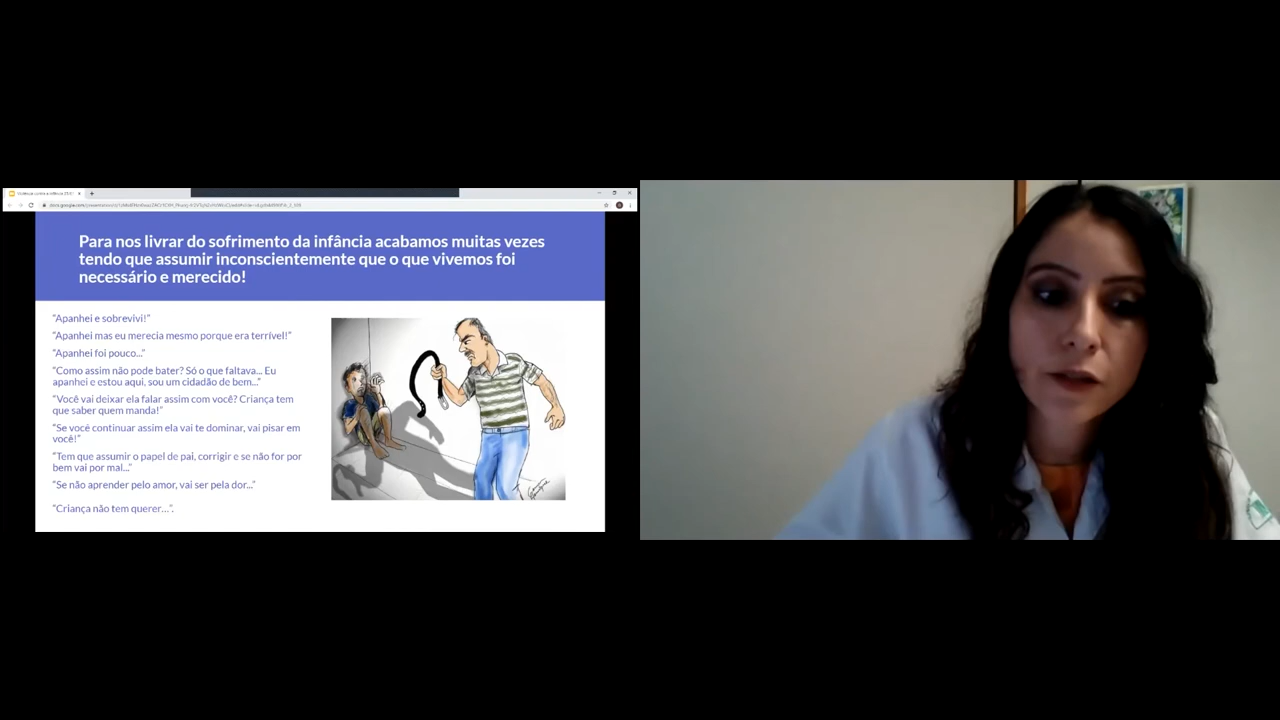 Para nos livrar do sofrimento da infância acabamos muitas vezes
tendo que assumir inconscientemente que o que vivemos foi
necessário e merecido!
“Apanhei e sobrevivi!”
“Apanhei mas eu merecia mesmo porque era terrível!”
“Apanhei foi pouco...”
“Como assim não pode bater? Só o que faltava... Eu
apanhei e estou aqui, sou um cidadão de bem...”
“Você vai deixar ela falar assim com você? Criança tem
que saber quem manda!”
“Se você continuar assim ela vai te dominar, vai pisar em
você!”
“Tem que assumir o papel de pai, corrigir e se não for por
bem vai por mal...”
“Se não aprender pelo amor, vai ser pela dor...”
“Criança não tem querer...”.